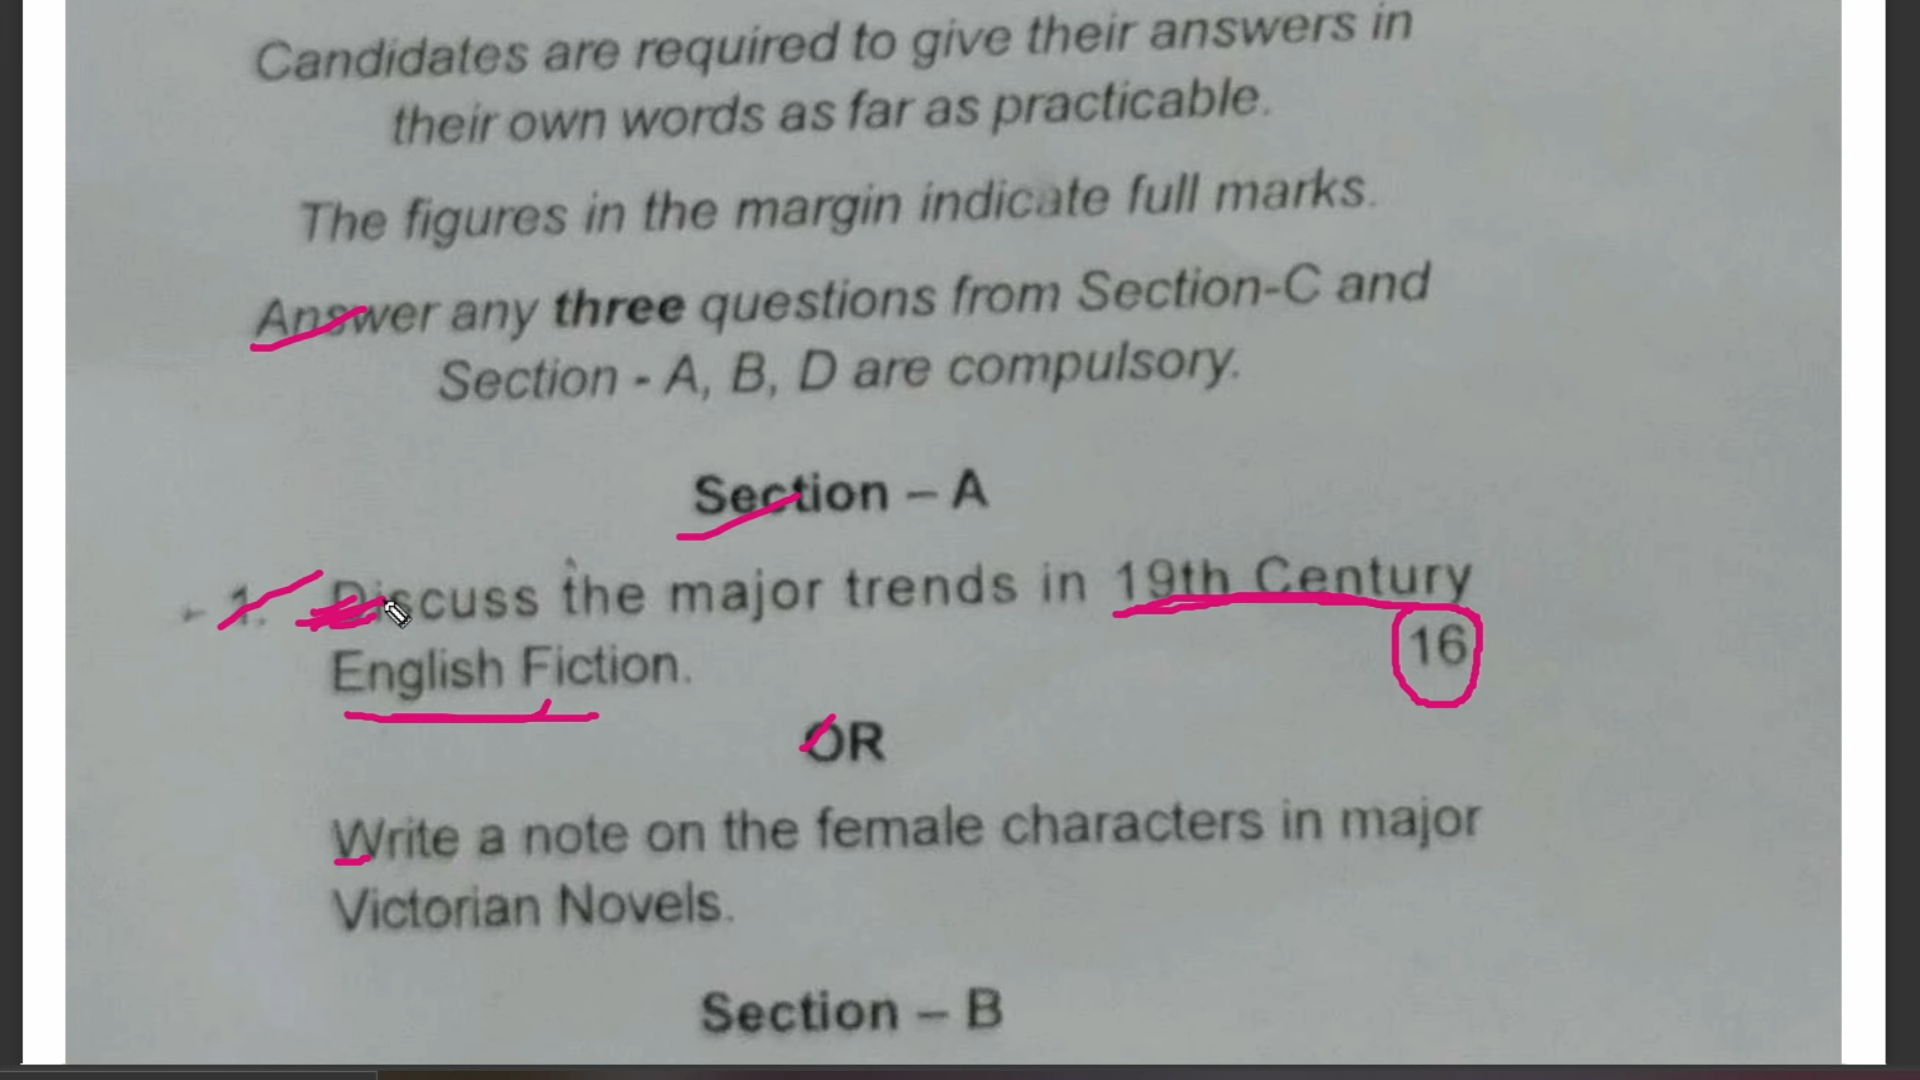 Candidates are required to give their answers in
their own words as far as practicable.
The figures in the margin indicate full marks.
Answer any three questions from Section-C and
Section - A, B, D are compulsory.
Section – A
1. Discuss the major trends in 19th Century
English Fiction. 16
OR
Write a note on the female characters in major
Victorian Novels.
Section – B